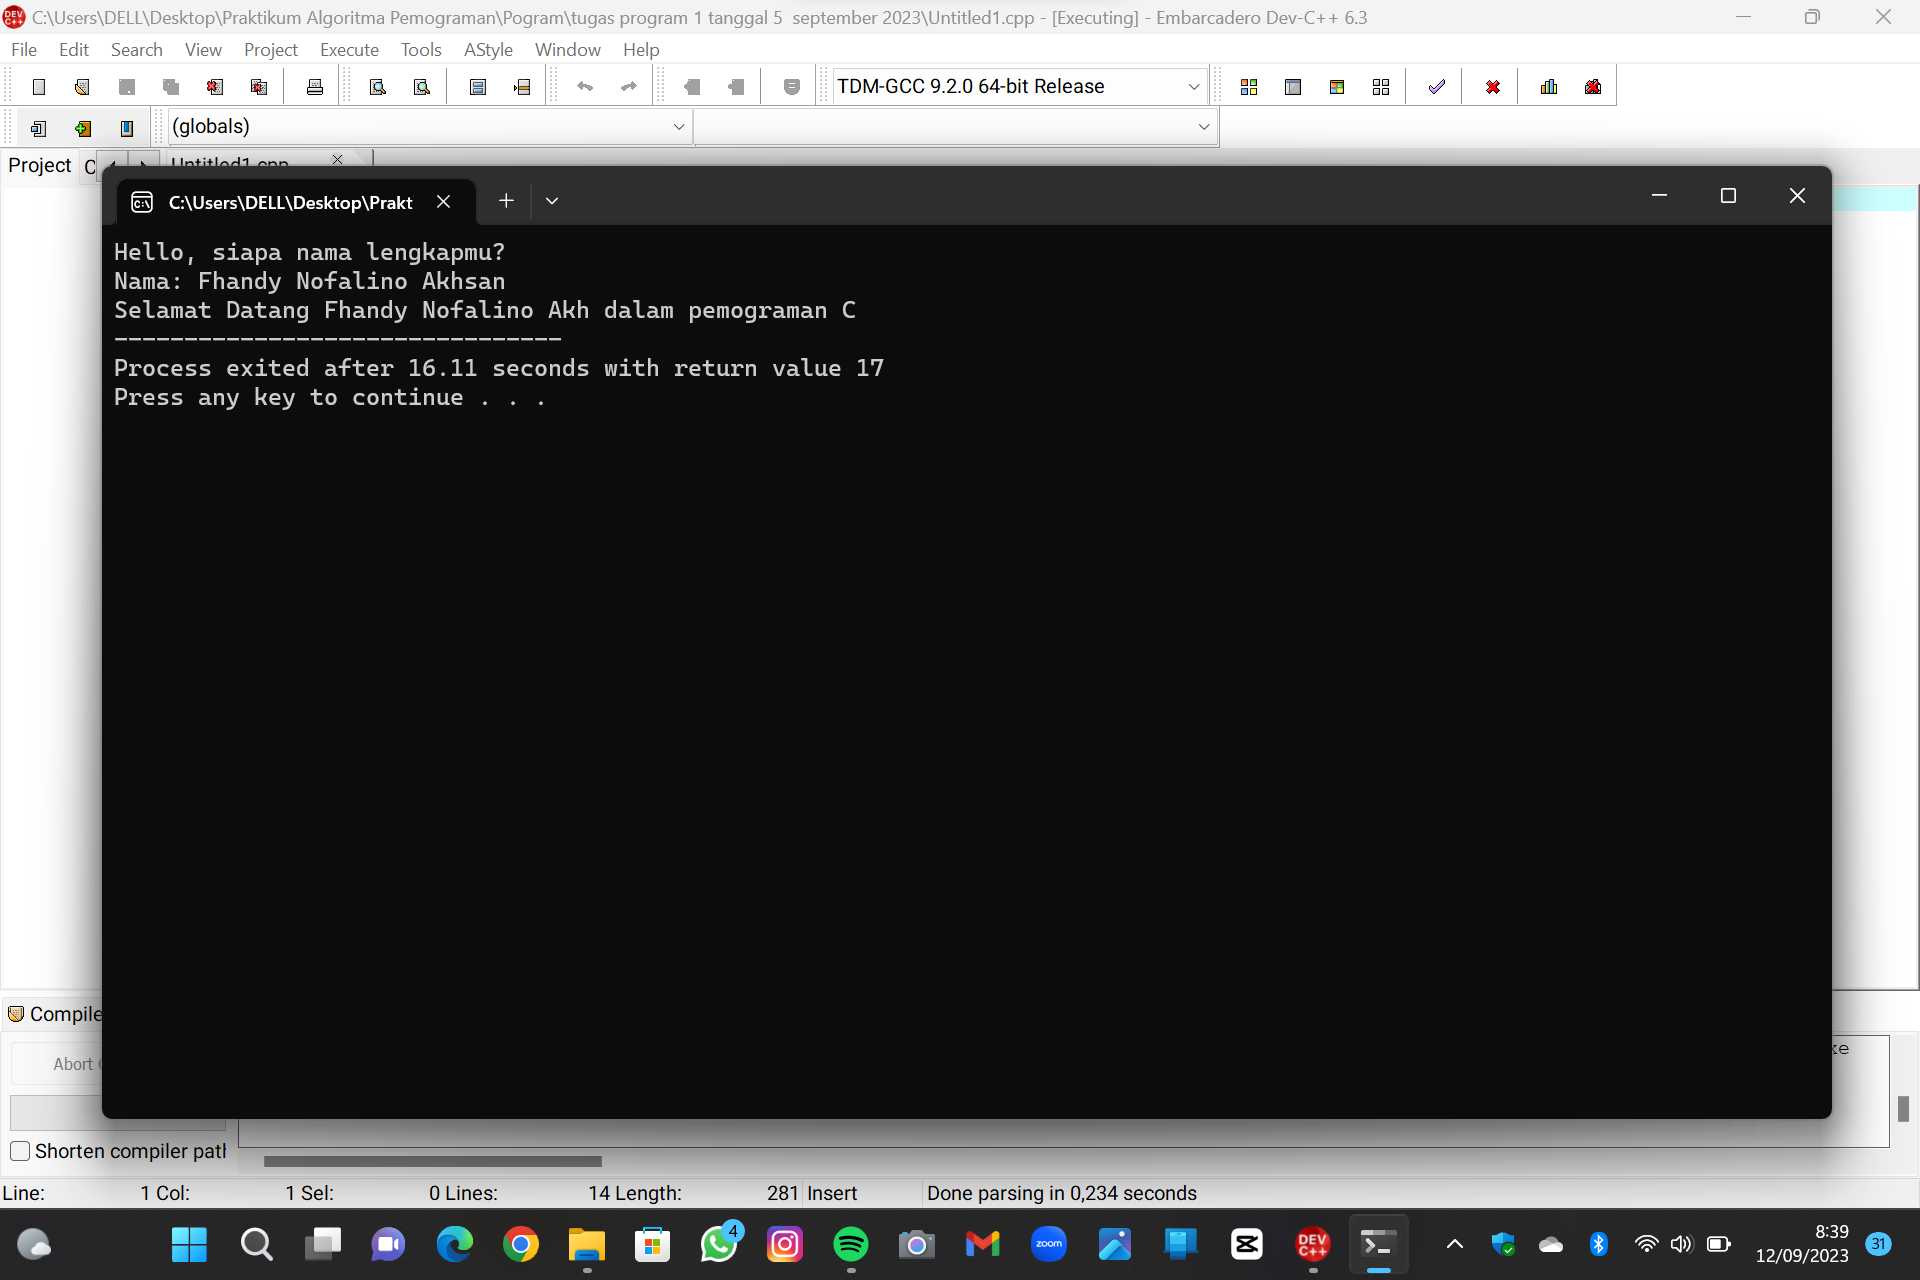 C:\Users\DELL\Desktop\Praktikum Algoritma Pemograman\Pogram\tugas program 1 tanggal 5  september 2023\Untitled1.cpp - [Executing] - Embarcadero Dev-C++ 6.3
File Edit Search View Project Execute Tools AStyle Window Help
TDM-GCC 9.2.0 64-bit Release
(globals)
Project C Untitled1.cpp
C:\Users\DELL\Desktop\Prakt
Hello, siapa nama lengkapmu?
Nama: Fhandy Nofalino Akhsan
Selamat Datang Fhandy Nofalino Akh dalam pemograman C
--------------------------------
Process exited after 16.11 seconds with return value 17
Press any key to continue . . .
Compile
Abort
Shorten compiler path
Line: 1 Col: 1 Sel: 0 Lines: 14 Length: 281 Insert Done parsing in 0,234 seconds
4
zoom
DEV C++
8:39
12/09/2023
31